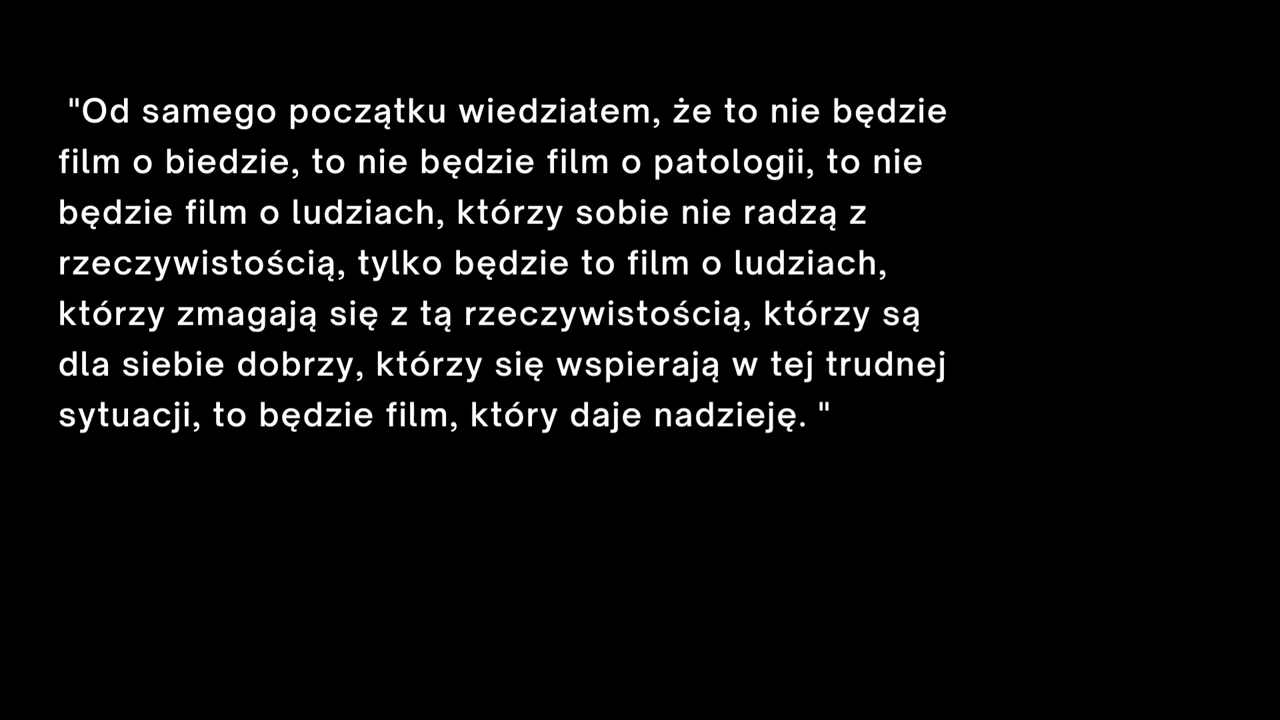 "Od samego początku wiedziałem, że to nie będzie
film o biedzie, to nie będzie film o patologii, to nie
będzie film o ludziach, którzy sobie nie radzą z
rzeczywistością, tylko będzie to film o ludziach,
którzy zmagają się z tą rzeczywistością, którzy są
dla siebie dobrzy, którzy się wspierają w tej trudnej
sytuacji, to będzie film, który daje nadzieję. "